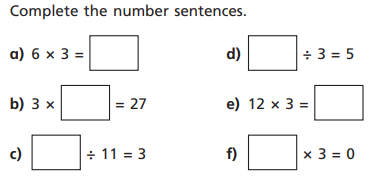 Complete the number sentences.
a) 6 × 3 =
d) ÷ 3 = 5
b) 3 × = 27
e) 12 × 3 =
c) ÷ 11 = 3
f) × 3 = 0